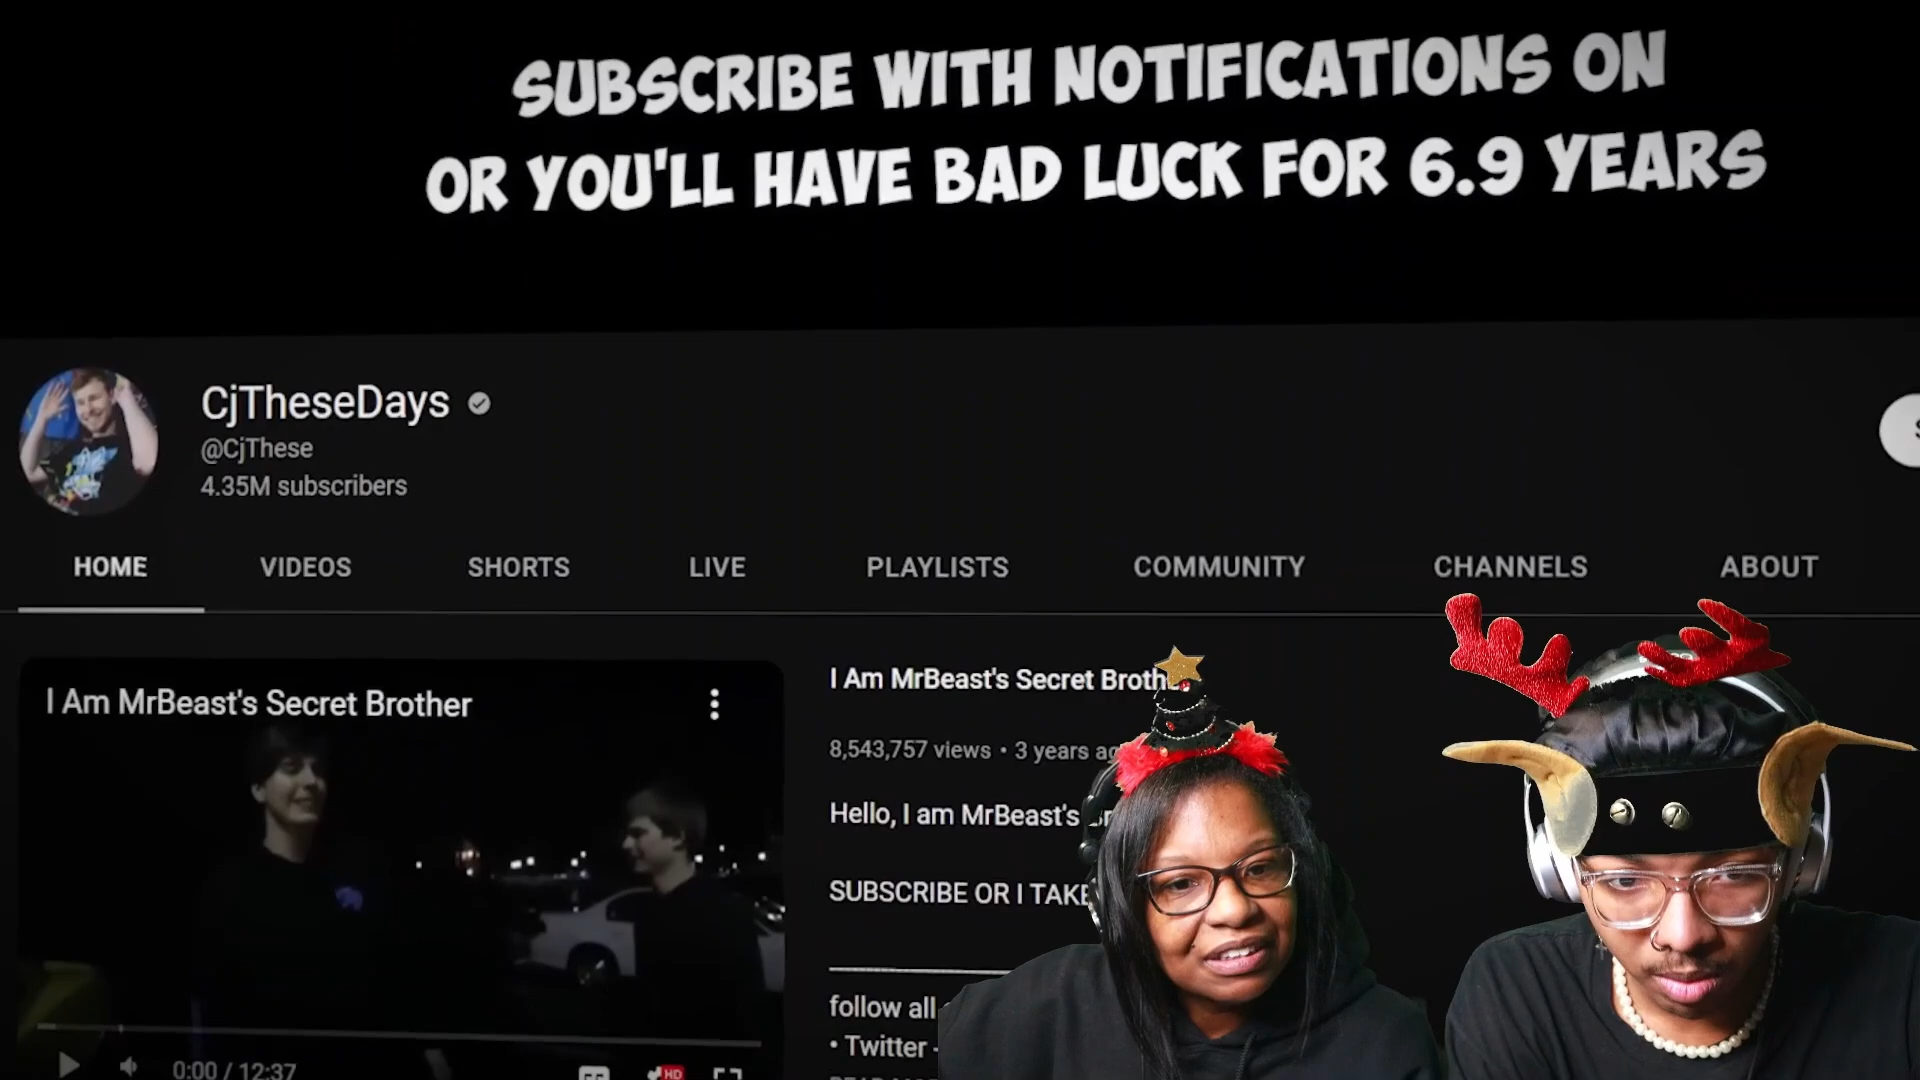 SUBSCRIBE WITH NOTIFICATIONS ON
OR YOU'LL HAVE BAD LUCK FOR 6.9 YEARS
CjTheseDays
@CjThese
4.35M subscribers
HOME VIDEOS SHORTS LIVE PLAYLISTS COMMUNITY CHANNELS ABOUT
I Am MrBeast's Secret Brother
0:00 / 12:37
HD
I Am MrBeast's Secret
8,543,757 views • 3 years
Hello, I am MrBeast's
SUBSCRIBE OR I TAKE
follow all
• Twitter -